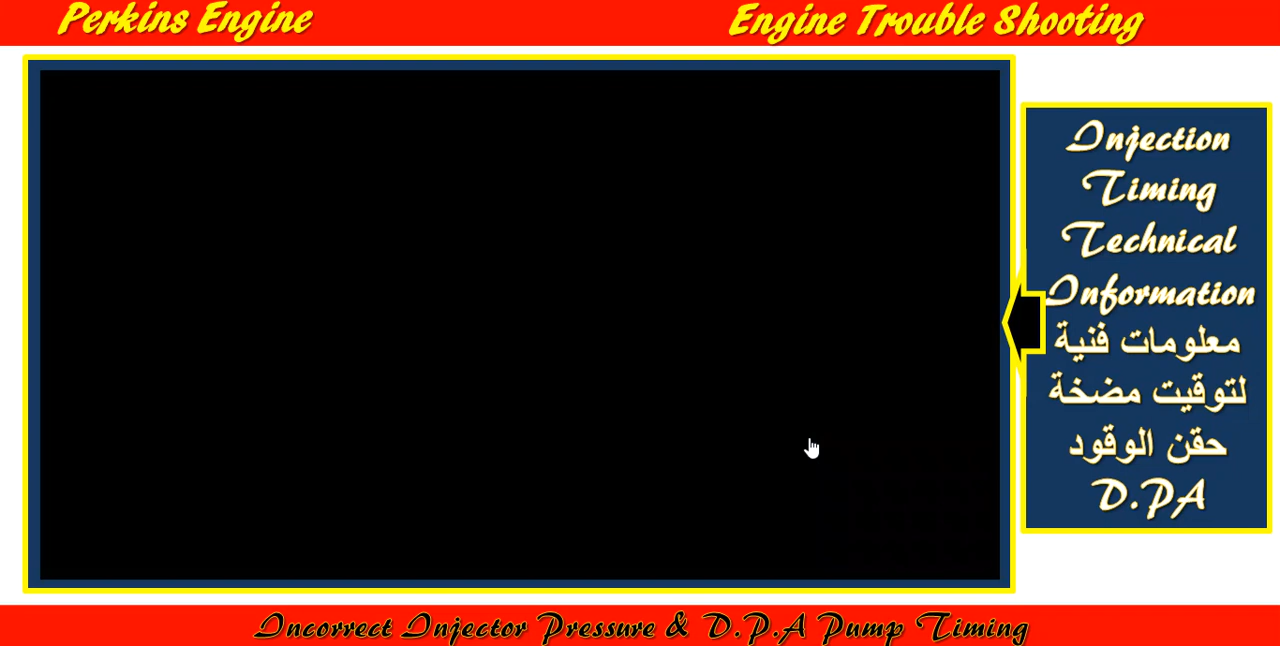 Perkins Engine
Engine Trouble Shooting
Injection
Timing
Technical
Information
معلومات فنية
لتوقيت مضخة
حقن الوقود
D.PA
Incorrect Injector Pressure & D.P.A Pump Timing